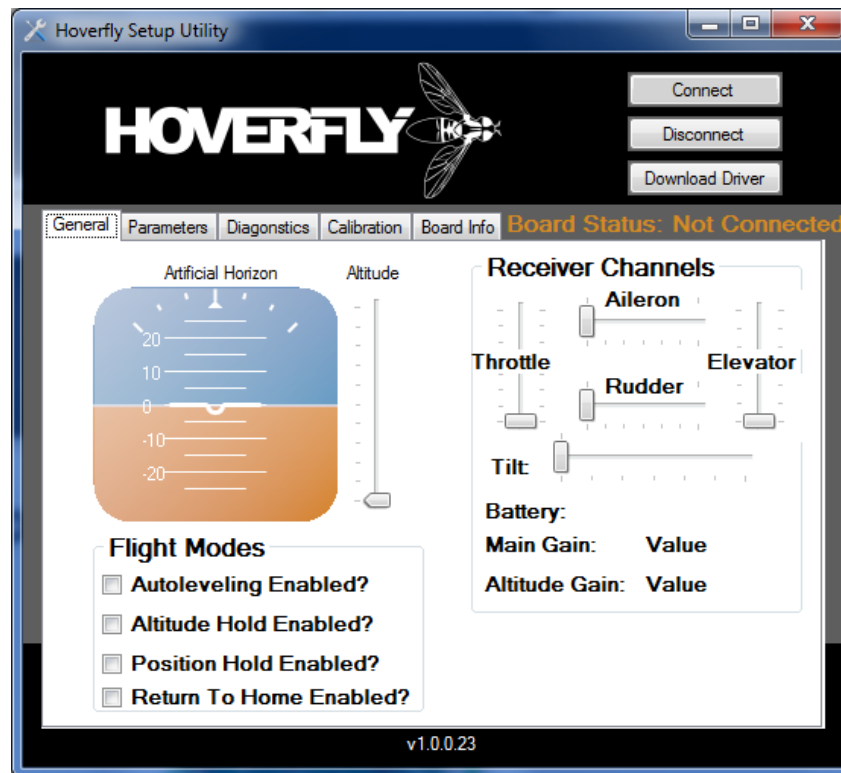 Hoverfly Setup Utility
HOVERFLY
Connect
Disconnect
Download Driver
General Parameters Diagonstics Calibration Board Info Board Status: Not Connected
Artificial Horizon Altitude
20
10
0
-10
-20
Receiver Channels
Aileron
Throttle Elevator
Rudder
Tilt:
Battery:
Main Gain: Value
Altitude Gain: Value
Flight Modes
Autoleveling Enabled?
Altitude Hold Enabled?
Position Hold Enabled?
Return To Home Enabled?
v1.0.0.23